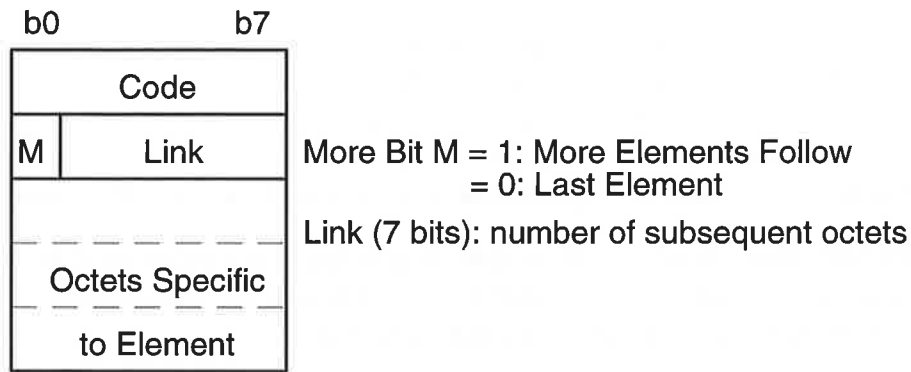 b0 b7
Code
M Link
More Bit M = 1: More Elements Follow
= 0: Last Element
Link (7 bits): number of subsequent octets
Octets Specific
to Element